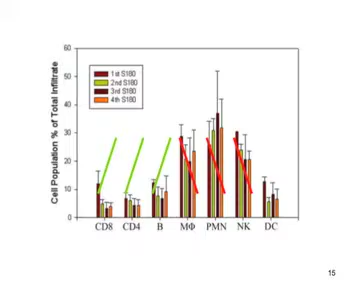 60
50
40
30
20
10
0
Cell Population % of Total Infiltrate
1st S180
2nd S180
3rd S180
4th S180
CD8 CD4 B MΦ PMN NK DC
15